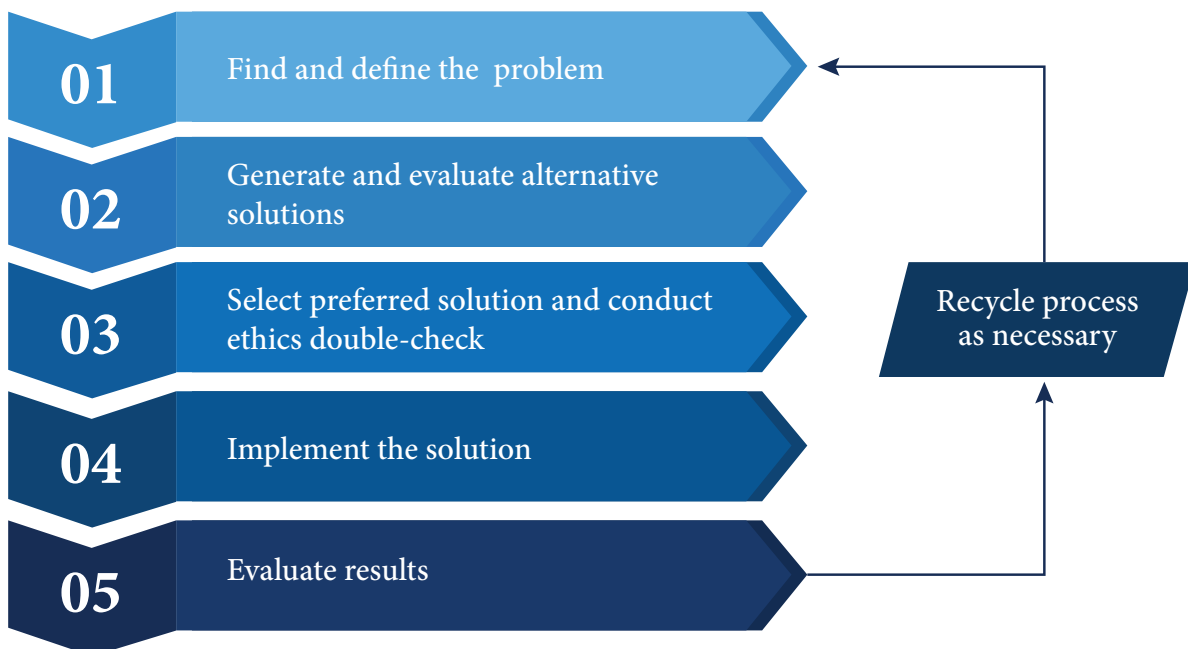 01
Find and define the problem
02
Generate and evaluate alternative
solutions
03
Select preferred solution and conduct
ethics double-check
04
Implement the solution
05
Evaluate results
Recycle process
as necessary